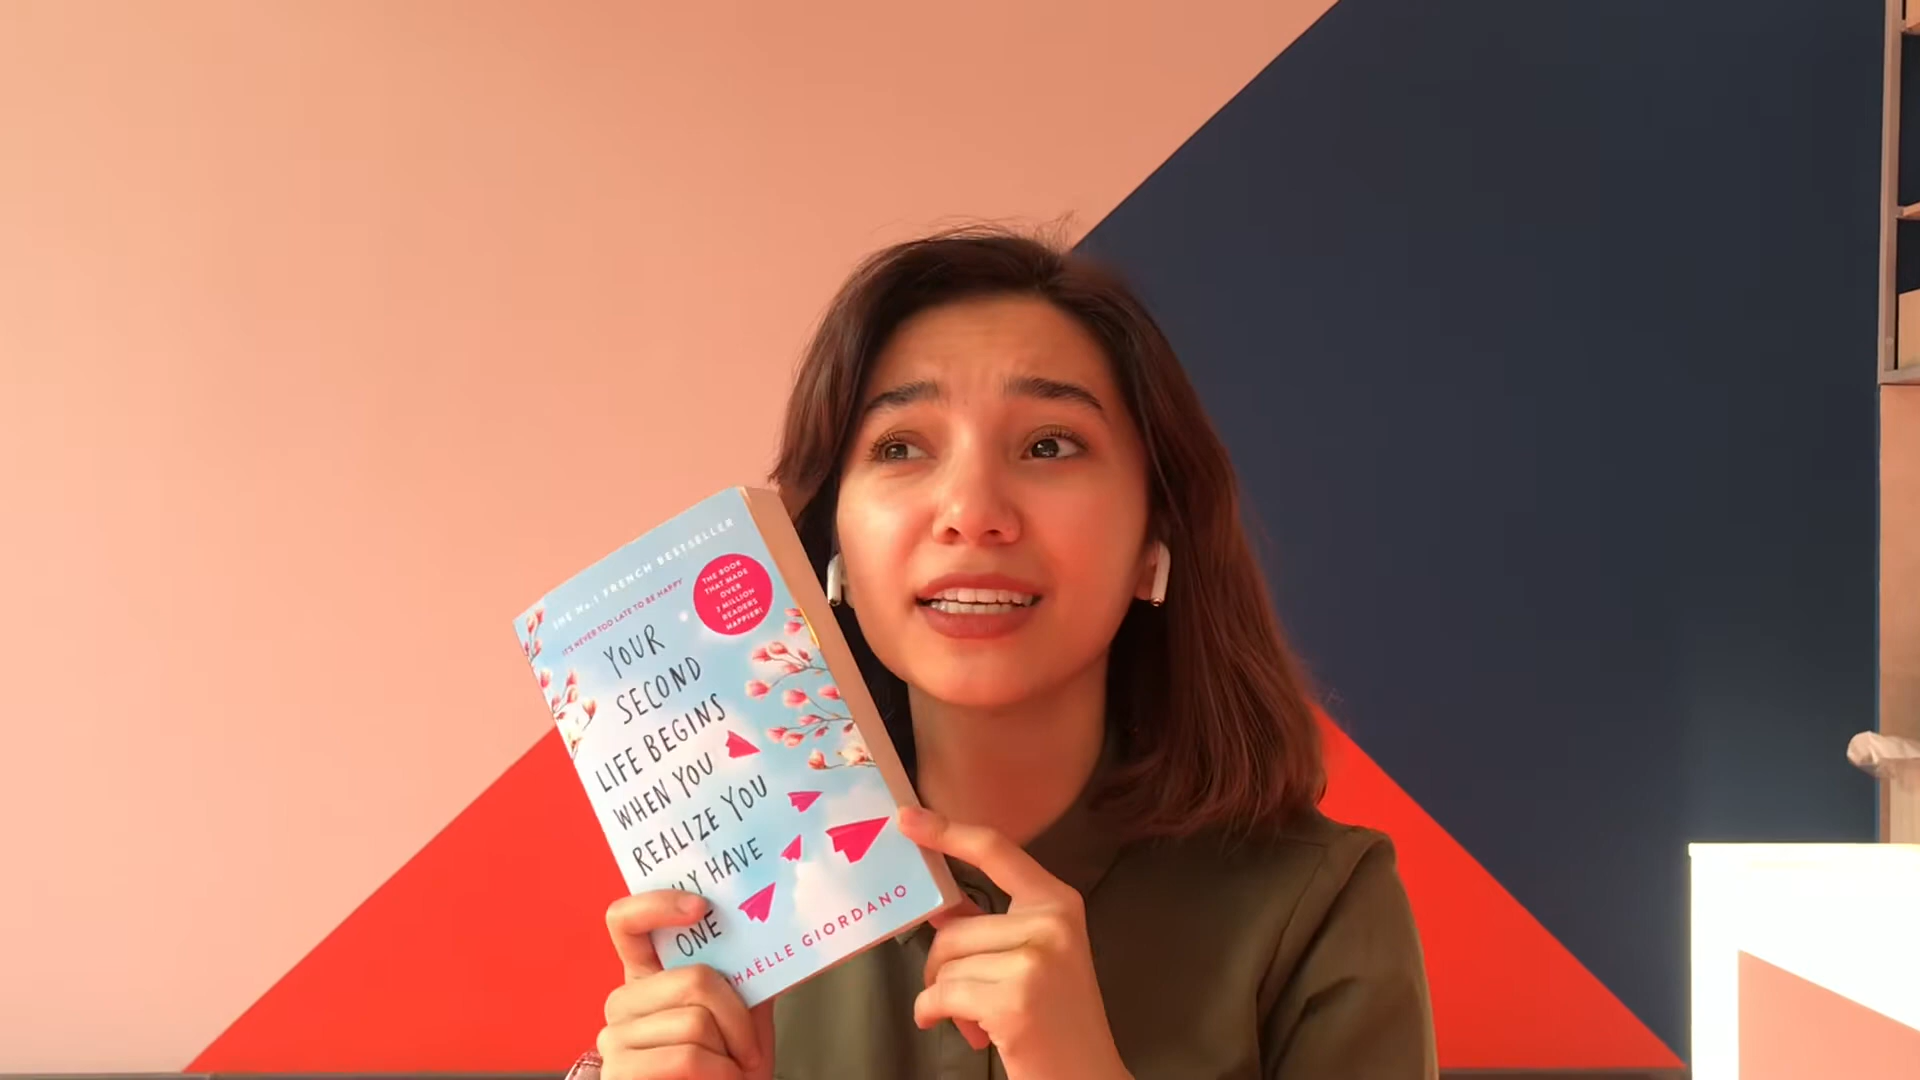 THE No.1 FRENCH BESTSELLER
IT'S NEVER TOO LATE TO BE HAPPY
THE BOOK
THAT MADE
OVER
3 MILLION
READERS
HAPPIER!
YOUR
SECOND
LIFE BEGINS
WHEN YOU
REALIZE YOU
HAVE
ONE
GIORDANO